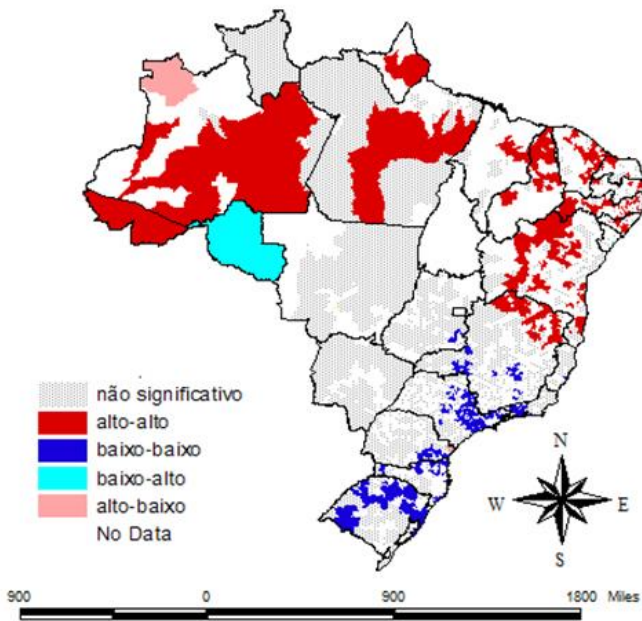 não significativo
alto-alto
baixo-baixo
baixo-alto
alto-baixo
No Data
N
W E
S
900 0 900 1800 Miles